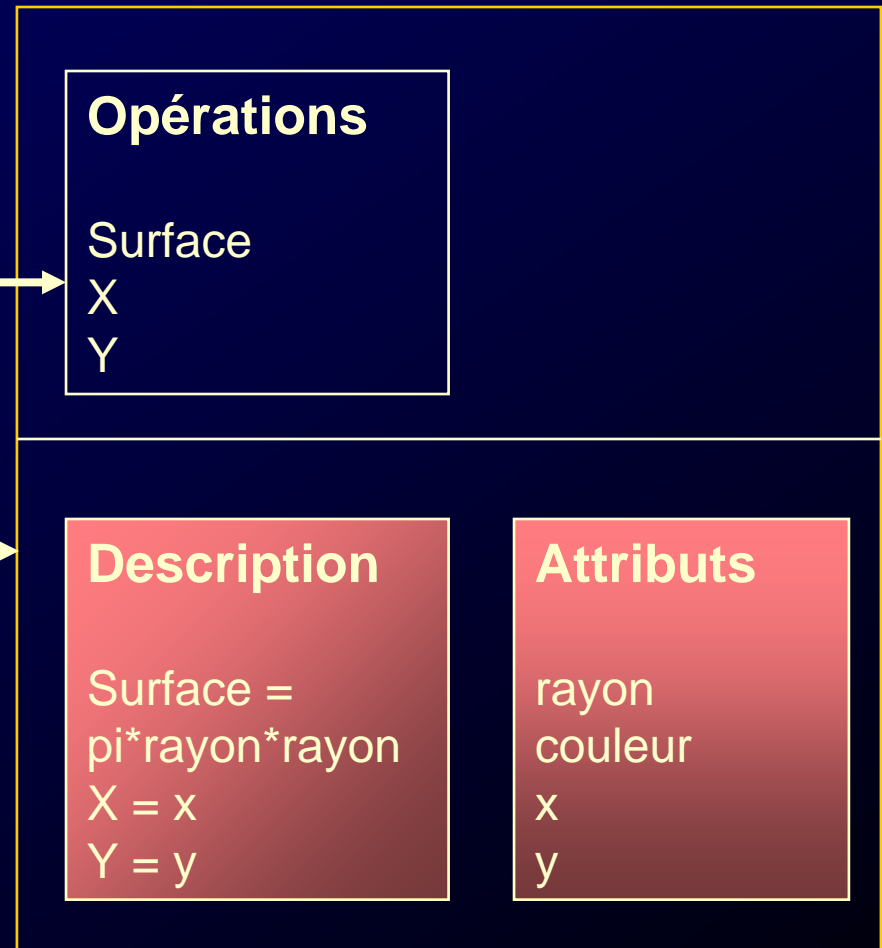 Opérations
Surface
X
Y
Description
Surface =
pi*rayon*rayon
X = x
Y = y
Attributs
rayon
couleur
x
y